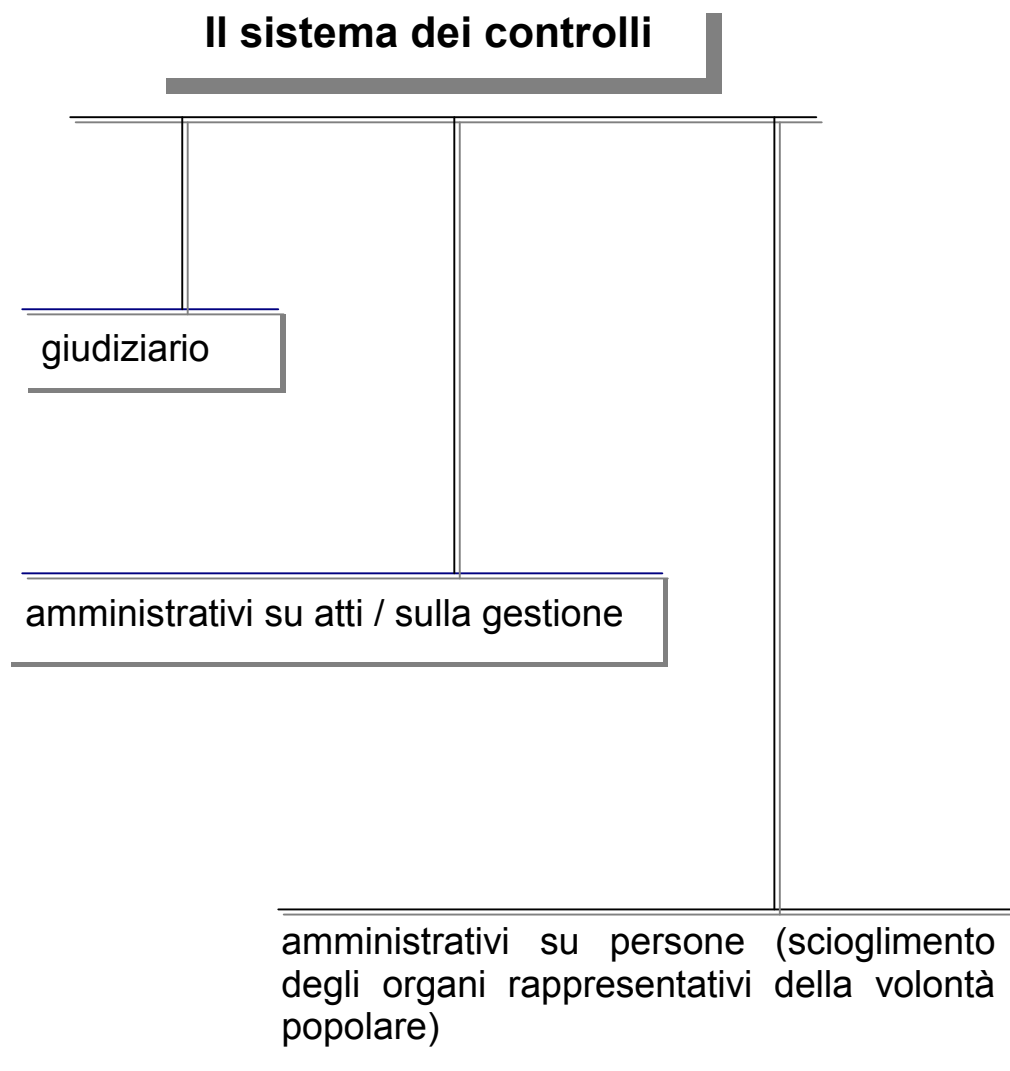 Il sistema dei controlli
giudiziario
amministrativi su atti / sulla gestione
amministrativi su persone (scioglimento
degli organi rappresentativi della volontà
popolare)